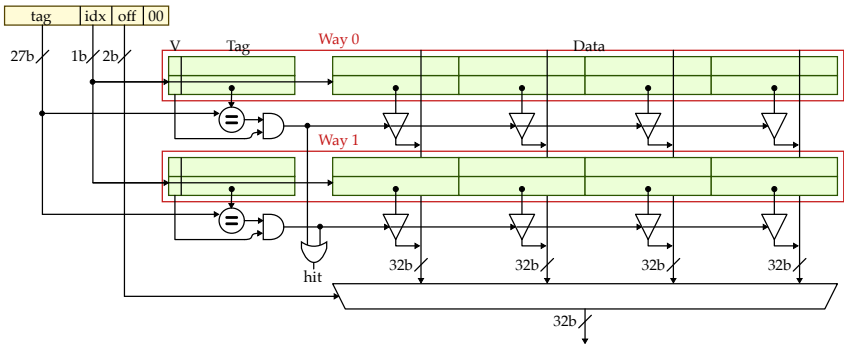 tag idx off 00
27b 1b 2b
Way 0
V Tag Data
=
Way 1
=
hit
32b 32b 32b 32b
32b